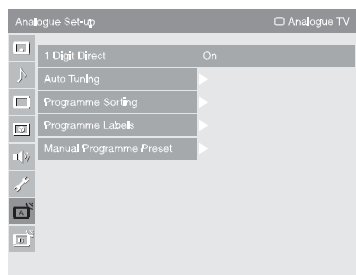 Analogue Set-up
Analogue TV
1 Digit Direct On
Auto Tuning
Programme Sorting
Programme Labels
Manual Programme Preset
A